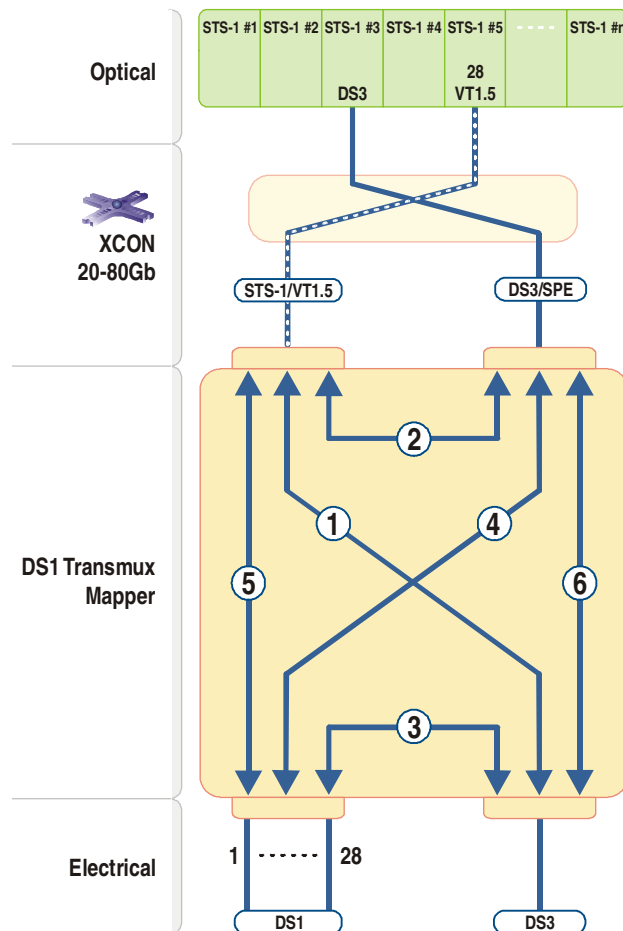 STS-1 #1 STS-1 #2 STS-1 #3 STS-1 #4 STS-1 #5 STS-1 #n
Optical
28
DS3 VT1.5
XCON
20-80Gb
STS-1/VT1.5 DS3/SPE
2
1 4
DS1 Transmux
Mapper
5 6
3
Electrical
1 28
DS1 DS3